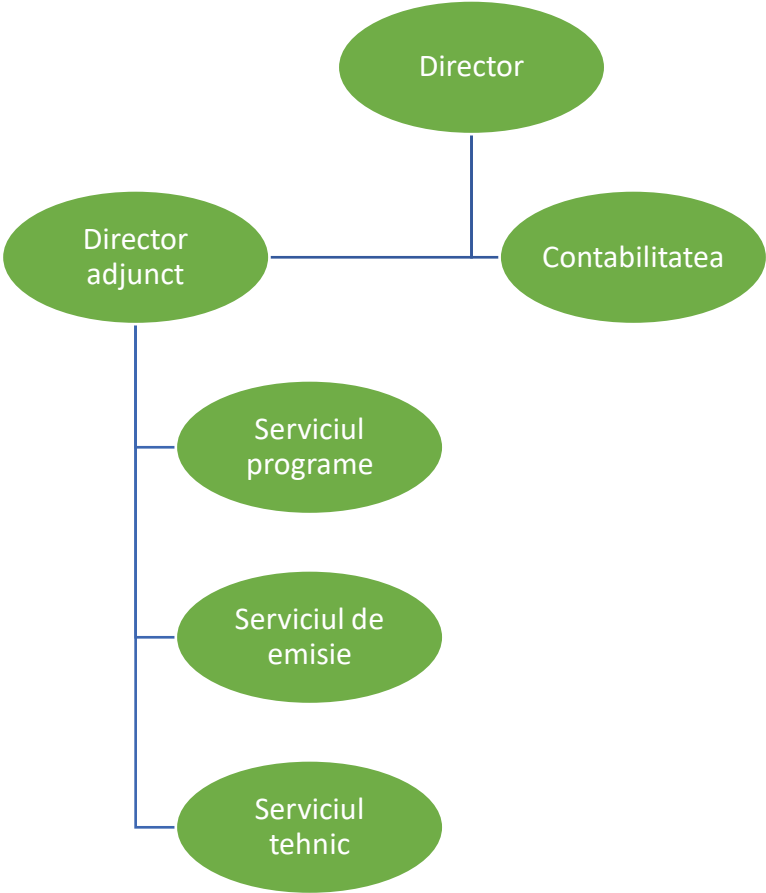 Director
Director
adjunct
Contabilitatea
Serviciul
programe
Serviciul de
emisie
Serviciul
tehnic